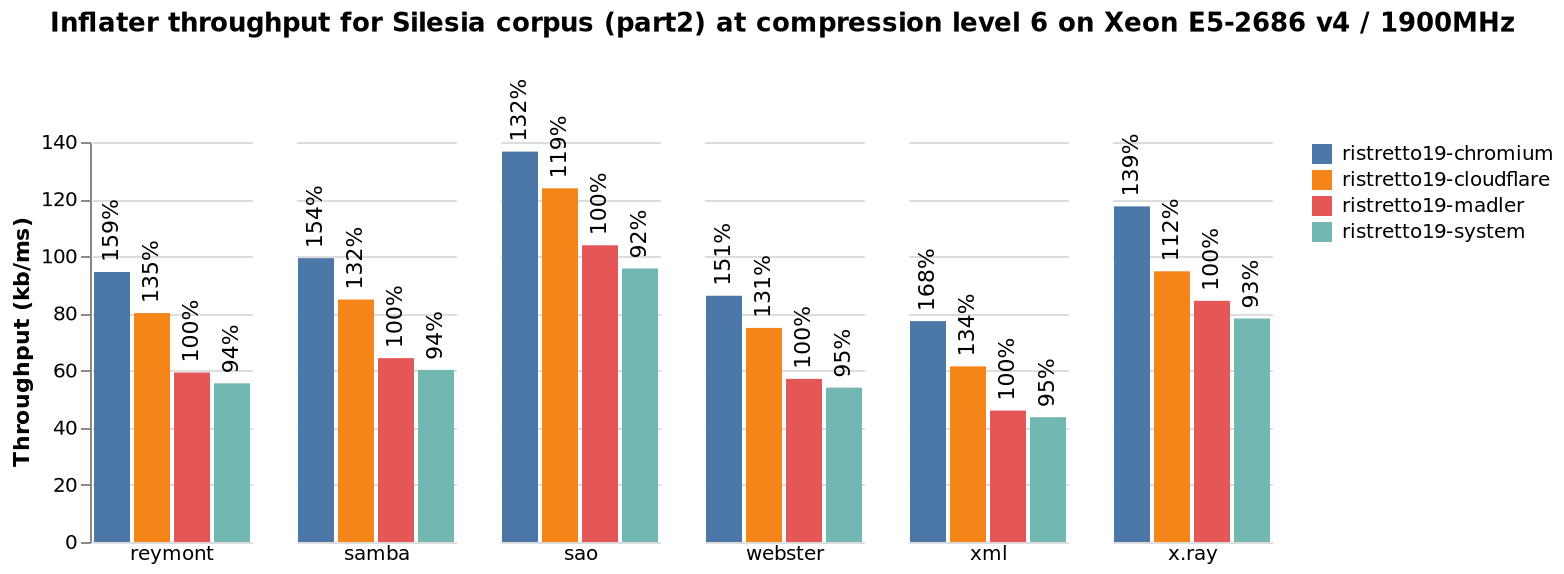 Inflater throughput for Silesia corpus (part2) at compression level 6 on Xeon E5-2686 v4 / 1900MHz
Throughput (kb/ms)
140
120
100
80
60
40
20
0
159%
135%
100%
94%
reymont
154%
132%
100%
94%
samba
132%
119%
100%
92%
sao
151%
131%
100%
95%
webster
168%
134%
100%
95%
xml
139%
112%
100%
93%
x.ray
ristretto19-chromium
ristretto19-cloudflare
ristretto19-madler
ristretto19-system